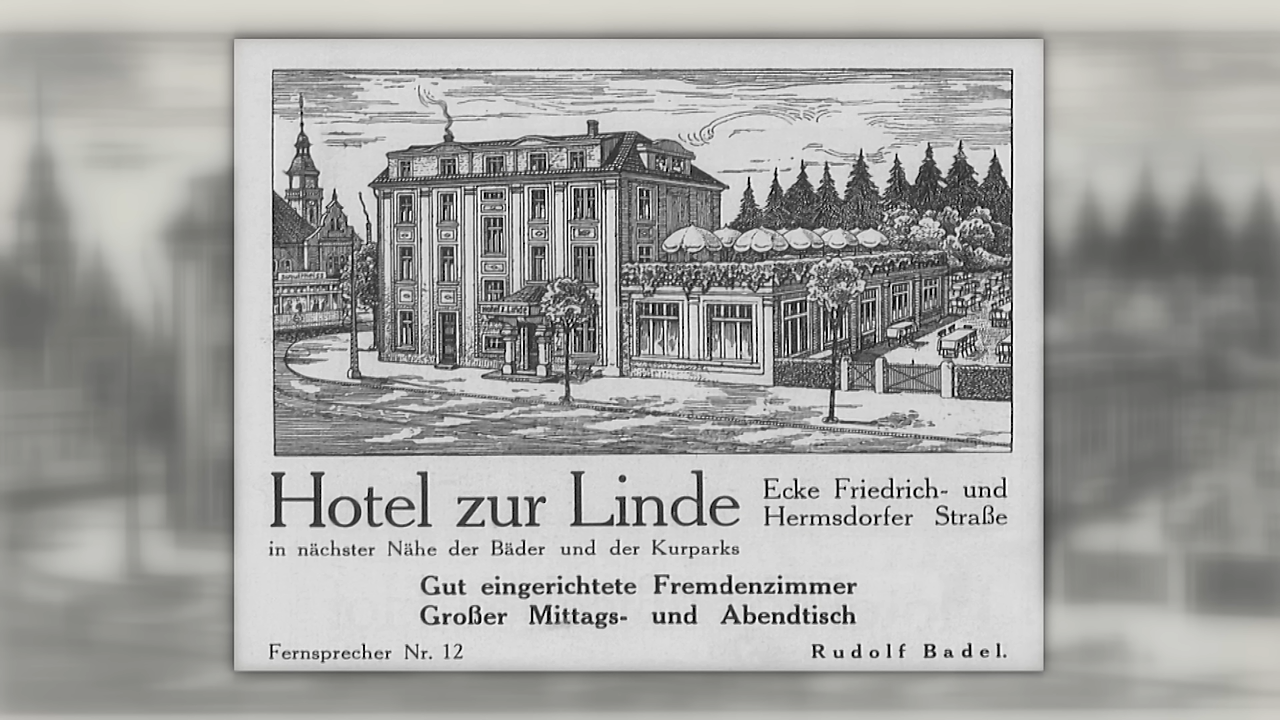 Hotel zur Linde
Ecke Friedrich- und
Hermsdorfer Straße
in nächster Nähe der Bäder und der Kurparks
Gut eingerichtete Fremdenzimmer
Großer Mittags- und Abendtisch
Fernsprecher Nr. 12
Rudolf Badel.